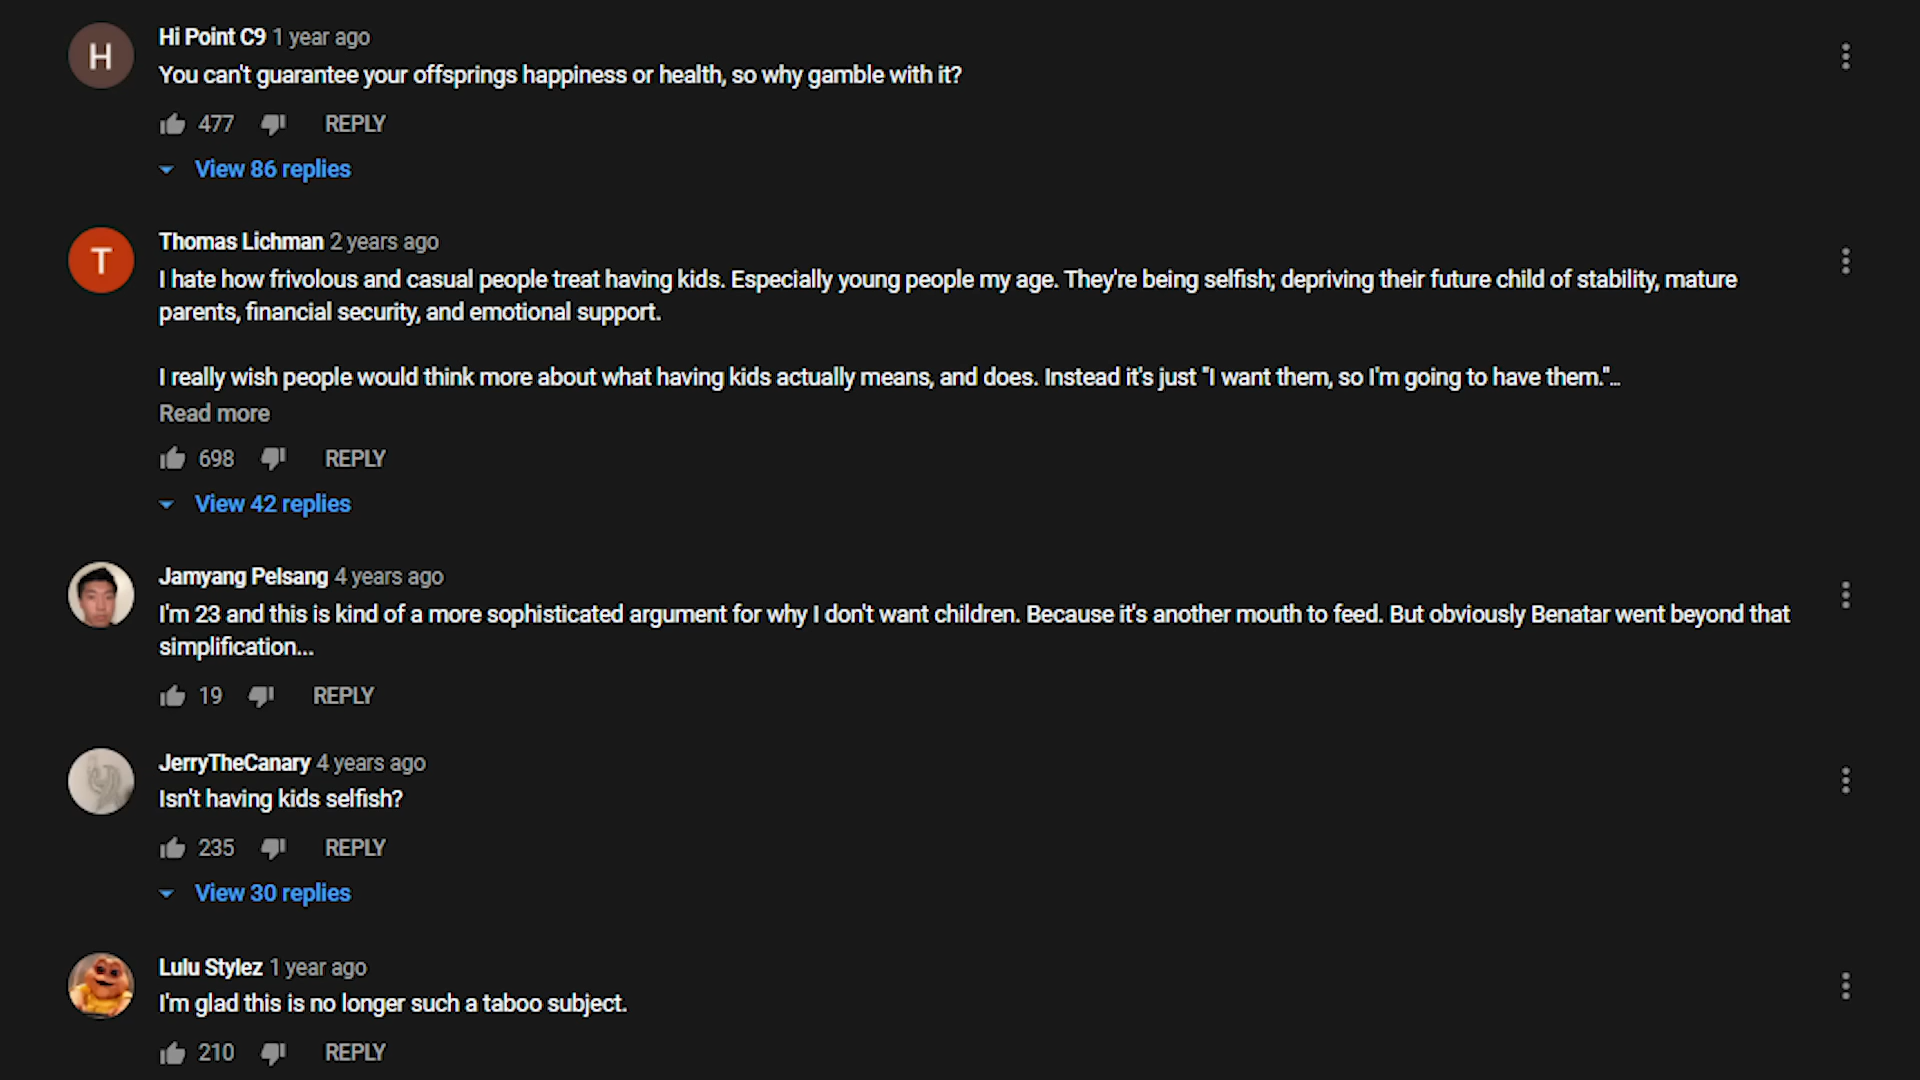 H
Hi Point C9 1 year ago
You can't guarantee your offsprings happiness or health, so why gamble with it?
477 REPLY
View 86 replies
T
Thomas Lichman 2 years ago
I hate how frivolous and casual people treat having kids. Especially young people my age. They're being selfish; depriving their future child of stability, mature
parents, financial security, and emotional support.
I really wish people would think more about what having kids actually means, and does. Instead it's just "I want them, so I'm going to have them."...
Read more
698 REPLY
View 42 replies
Jamyang Pelsang 4 years ago
I'm 23 and this is kind of a more sophisticated argument for why I don't want children. Because it's another mouth to feed. But obviously Benatar went beyond that
simplification...
19 REPLY
JerryTheCanary 4 years ago
Isn't having kids selfish?
235 REPLY
View 30 replies
Lulu Stylez 1 year ago
I'm glad this is no longer such a taboo subject.
210 REPLY